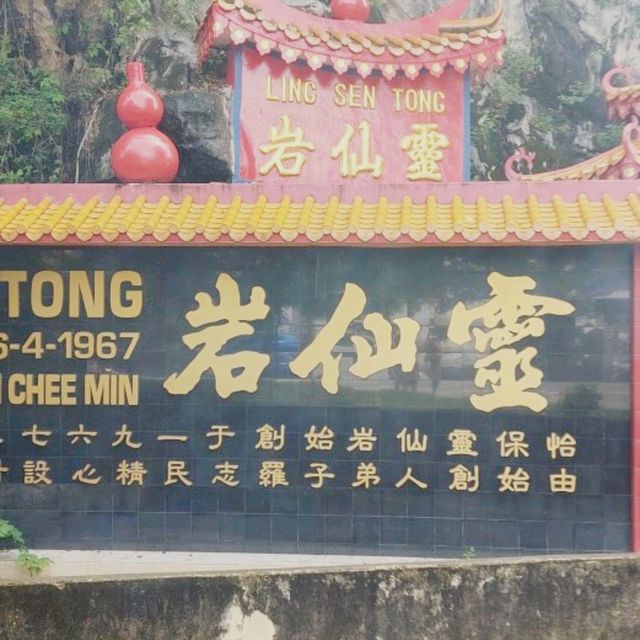 LING SEN TONG
靈仙岩
TONG
6-4-1967
CHEE MIN
靈仙岩
怡保靈仙岩始創于一九六七
由始創人弟子羅志民精心設